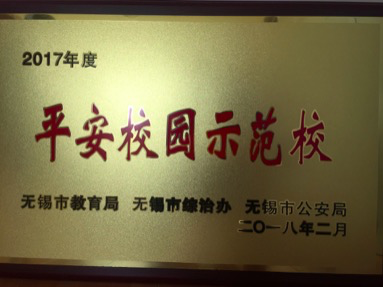 2017年度
平安校园示范校
无锡市教育局 无锡市综治办 无锡市公安局
二〇一八年二月